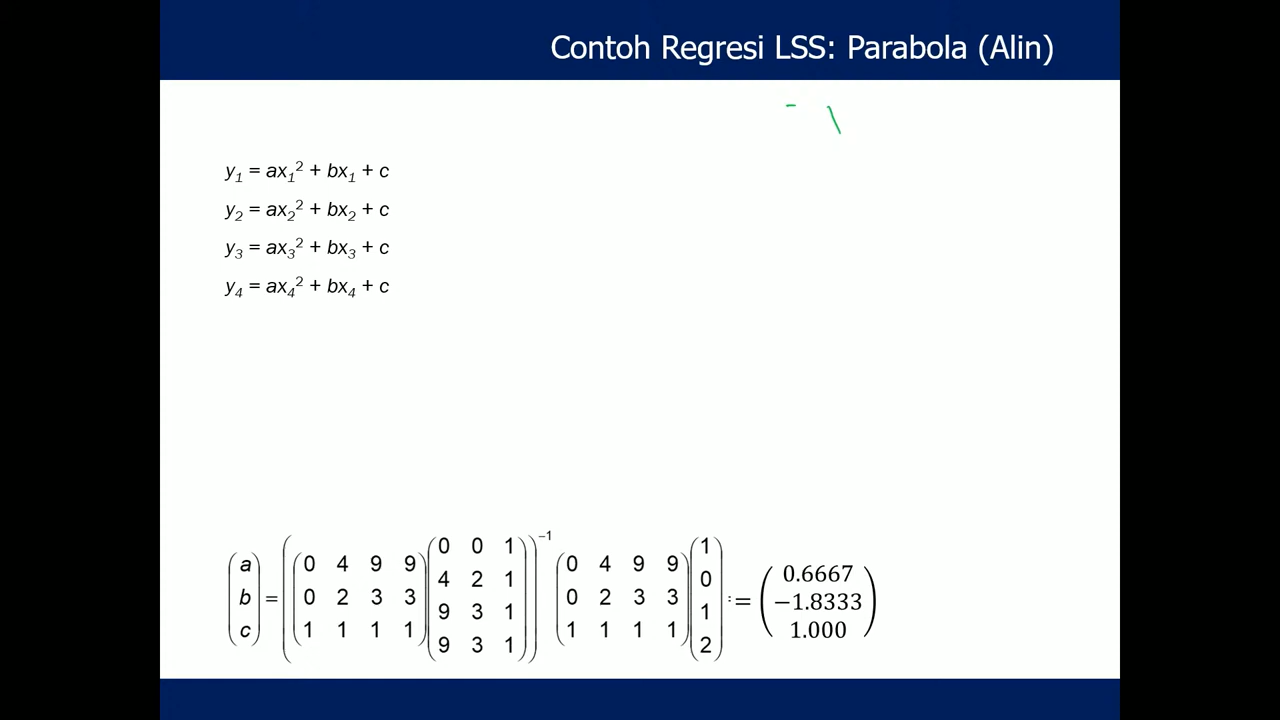 Contoh Regresi LSS: Parabola (Alin)
y₁ = ax₁² + bx₁ + c
y₂ = ax₂² + bx₂ + c
y₃ = ax₃² + bx₃ + c
y₄ = ax₄² + bx₄ + c
(a b c) = ((0 4 9 9; 0 2 3 3; 1 1 1 1)(0 0 1; 4 2 1; 9 3 1; 9 3 1))⁻¹ (0 4 9 9; 0 2 3 3; 1 1 1 1)(1 0 1 2) := (0.6667 −1.8333 1.000)